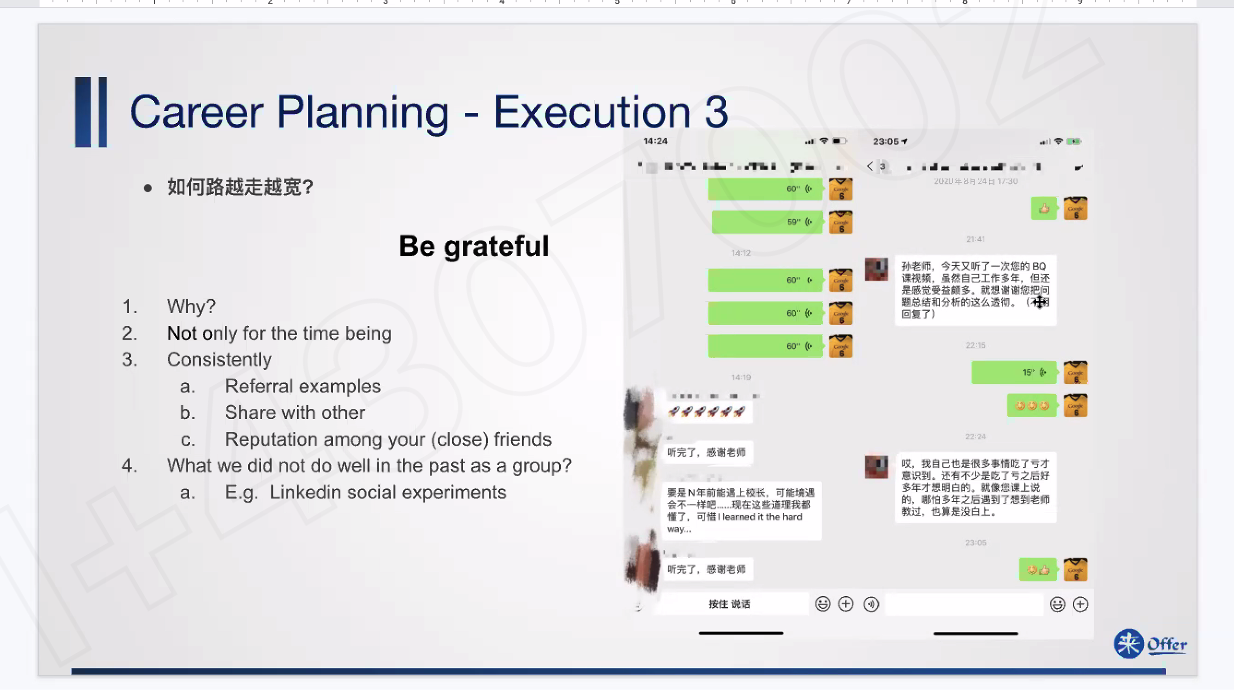 Career Planning - Execution 3
如何路越走越宽?
Be grateful
1. Why?
2. Not only for the time being
3. Consistently
a. Referral examples
b. Share with other
c. Reputation among your (close) friends
4. What we did not do well in the past as a group?
a. E.g. Linkedin social experiments
14:24
60"
59"
14:12
60"
60"
60"
14:19
听完了，感谢老师
要是N年前能遇上校长，可能境遇
会不一样吧......现在这些道理我都
懂了，可惜I learned it the hard
way...
听完了，感谢老师
按住 说话
23:05
3
2020年8月24日 17:30
21:41
孙老师，今天又听了一次您的 BQ
课视频，虽然自己工作多年，但还
是感觉受益颇多。就想谢谢您把问
题总结和分析的这么透彻。（
回复了）
22:15
15"
22:24
哎，我自己也是很多事情吃了亏才
意识到。还有不少是吃了亏之后好
多年才想明白的。就像您课上说
的，哪怕多年之后遇到了想到老师
教过，也算是没白上。
23:05
Google
6
来 Offer